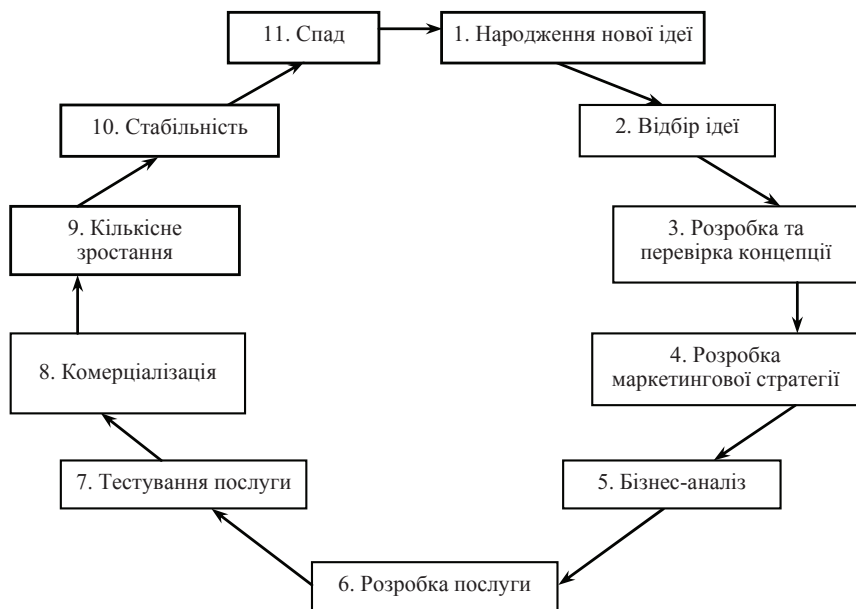 11. Спад
1. Народження нової ідеї
2. Відбір ідеї
3. Розробка та
перевірка концепції
4. Розробка
маркетингової стратегії
5. Бізнес-аналіз
6. Розробка послуги
7. Тестування послуги
8. Комерціалізація
9. Кількісне
зростання
10. Стабільність